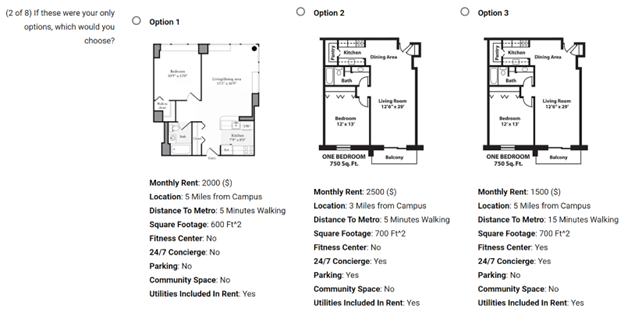 (2 of 8) If these were your only
options, which would you
choose?
Option 1
Bedroom
Living/dining area
Bath
Kitchen
Monthly Rent: 2000 ($)
Location: 5 Miles from Campus
Distance To Metro: 5 Minutes Walking
Square Footage: 600 Ft^2
Fitness Center: No
24/7 Concierge: No
Parking: No
Community Space: No
Utilities Included In Rent: Yes
Option 2
Pantry
Kitchen
Dining Area
Bath
Living Room
12'6" x 29'
Bedroom
12' x 13'
ONE BEDROOM
750 Sq. Ft.
Balcony
Monthly Rent: 2500 ($)
Location: 3 Miles from Campus
Distance To Metro: 5 Minutes Walking
Square Footage: 700 Ft^2
Fitness Center: No
24/7 Concierge: Yes
Parking: Yes
Community Space: No
Utilities Included In Rent: Yes
Option 3
Pantry
Kitchen
Dining Area
Bath
Living Room
12'6" x 29'
Bedroom
12' x 13'
ONE BEDROOM
750 Sq. Ft.
Balcony
Monthly Rent: 1500 ($)
Location: 5 Miles from Campus
Distance To Metro: 15 Minutes Walking
Square Footage: 700 Ft^2
Fitness Center: Yes
24/7 Concierge: Yes
Parking: No
Community Space: No
Utilities Included In Rent: Yes